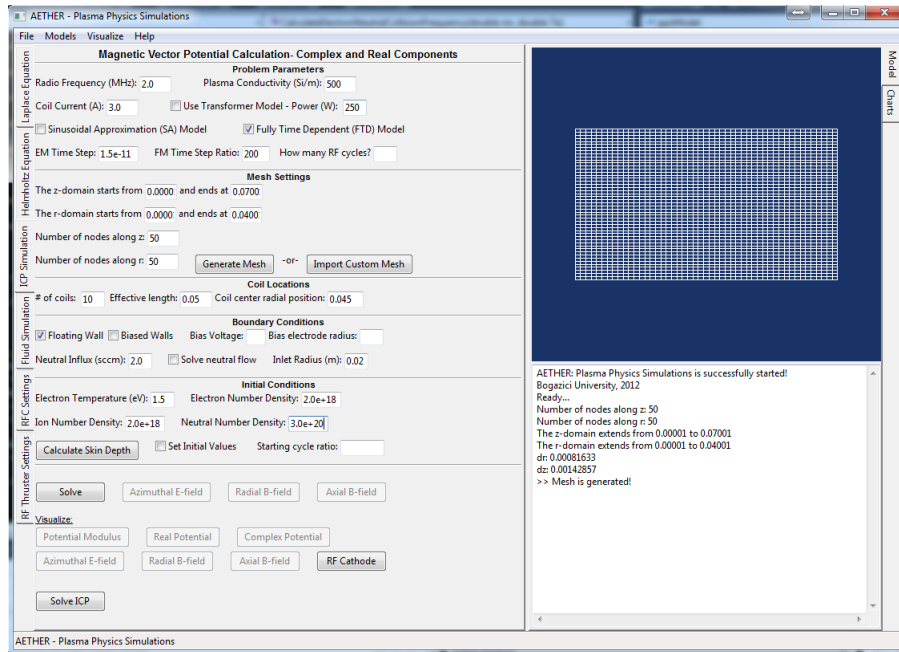 AETHER - Plasma Physics Simulations
File Models Visualize Help
Laplace Equation
Helmholtz Equation
ICP Simulation
Fluid Simulation
RFC Settings
RF Thruster Settings
Magnetic Vector Potential Calculation- Complex and Real Components
Problem Parameters
Radio Frequency (MHz): 2.0 Plasma Conductivity (Si/m): 500
Coil Current (A): 3.0 Use Transformer Model - Power (W): 250
Sinusoidal Approximation (SA) Model Fully Time Dependent (FTD) Model
EM Time Step: 1.5e-11 FM Time Step Ratio: 200 How many RF cycles?
Mesh Settings
The z-domain starts from 0.0000 and ends at 0.0700
The r-domain starts from 0.0000 and ends at 0.0400
Number of nodes along z: 50
Number of nodes along r: 50 Generate Mesh -or- Import Custom Mesh
Coil Locations
# of coils: 10 Effective length: 0.05 Coil center radial position: 0.045
Boundary Conditions
Floating Wall Biased Walls Bias Voltage: Bias electrode radius:
Neutral Influx (sccm): 2.0 Solve neutral flow Inlet Radius (m): 0.02
Initial Conditions
Electron Temperature (eV): 1.5 Electron Number Density: 2.0e+18
Ion Number Density: 2.0e+18 Neutral Number Density: 3.0e+20
Calculate Skin Depth Set Initial Values Starting cycle ratio:
Solve Azimuthal E-field Radial B-field Axial B-field
Visualize:
Potential Modulus Real Potential Complex Potential
Azimuthal E-field Radial B-field Axial B-field RF Cathode
Solve ICP
Model
Charts
AETHER: Plasma Physics Simulations is successfully started!
Bogazici University, 2012
Ready...
Number of nodes along z: 50
Number of nodes along r: 50
The z-domain extends from 0.00001 to 0.07001
The r-domain extends from 0.00001 to 0.04001
dr: 0.00081633
dz: 0.00142857
>> Mesh is generated!
AETHER - Plasma Physics Simulations